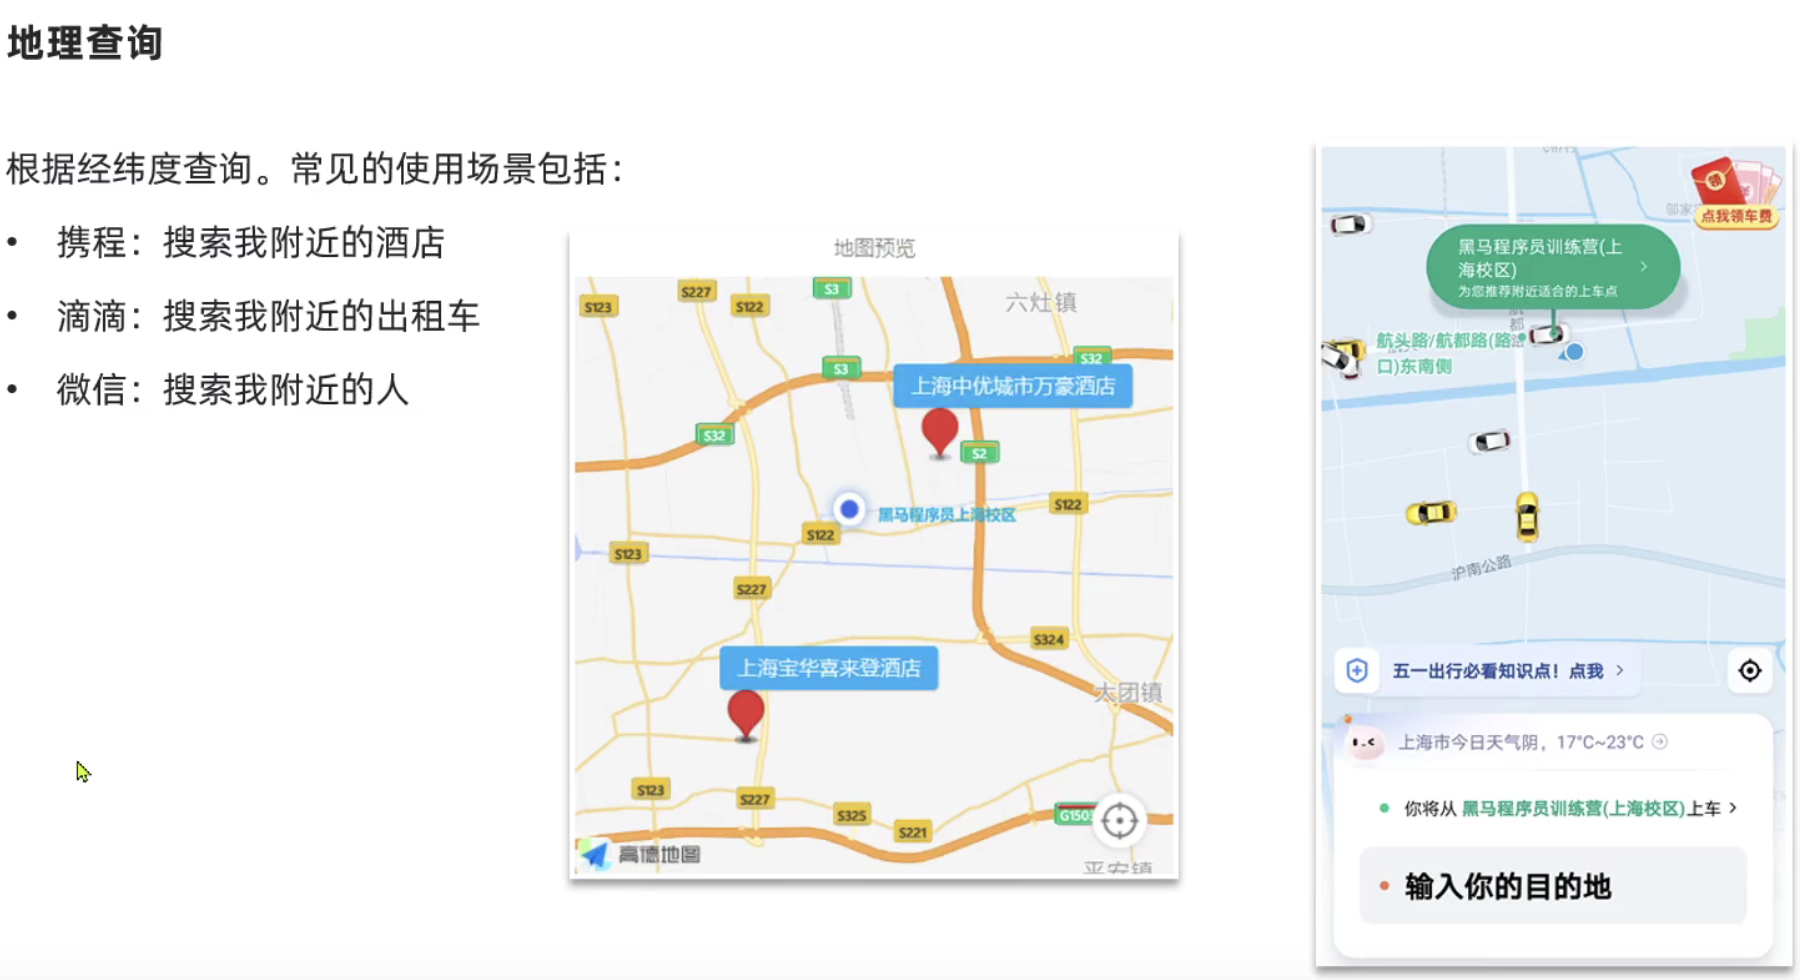 地理查询
根据经纬度查询。常见的使用场景包括：
• 携程：搜索我附近的酒店
• 滴滴：搜索我附近的出租车
• 微信：搜索我附近的人
地图预览
S123
S227
S122
S3
六灶镇
S3
S32
上海中优城市万豪酒店
S32
S2
S122
黑马程序员上海校区
S122
S123
S227
S324
上海宝华喜来登酒店
大团镇
S123
S227
S325
S221
G1503
高德地图
平安镇
领
点我领车费
黑马程序员训练营(上
海校区)
为您推荐附近适合的上车点
航都路
航头路/航都路(路
口)东南侧
沪南公路
五一出行必看知识点！点我
上海市今日天气阴，17°C~23°C
你将从 黑马程序员训练营(上海校区)上车
输入你的目的地